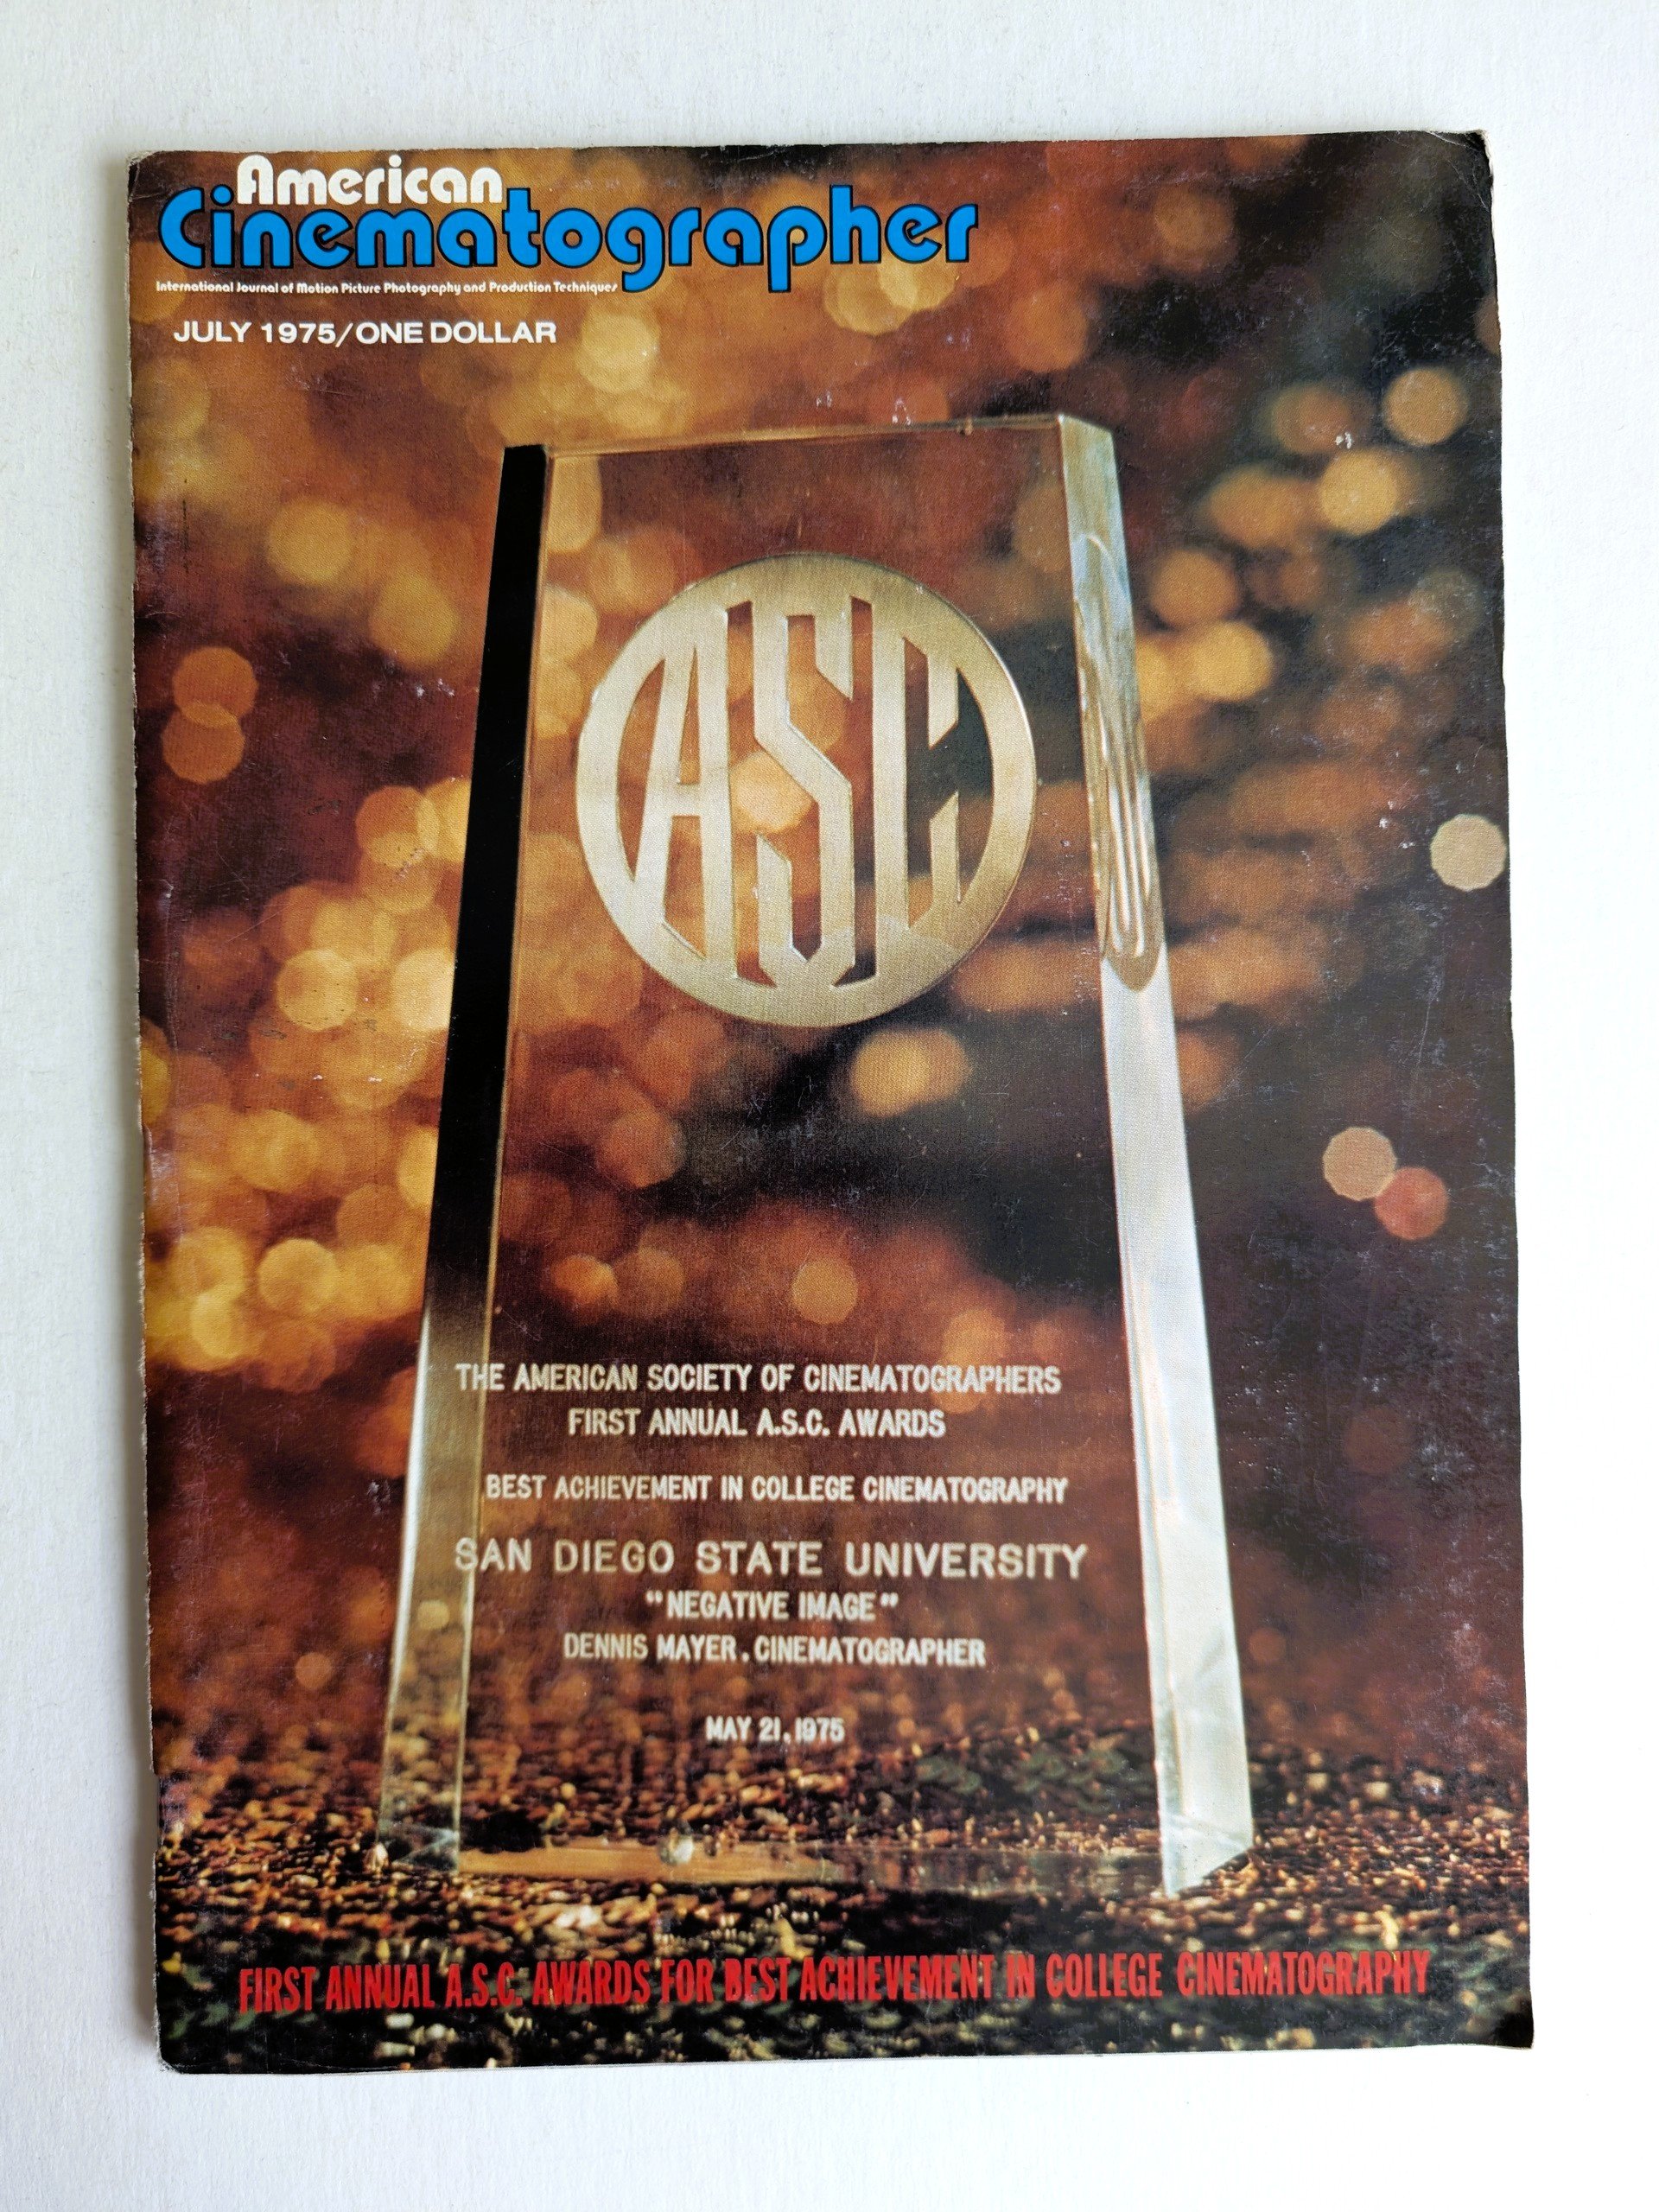 American
Cinematographer
International Journal of Motion Picture Photography and Production Techniques
JULY 1975/ONE DOLLAR
ASC
THE AMERICAN SOCIETY OF CINEMATOGRAPHERS
FIRST ANNUAL A.S.C. AWARDS
BEST ACHIEVEMENT IN COLLEGE CINEMATOGRAPHY
SAN DIEGO STATE UNIVERSITY
"NEGATIVE IMAGE"
DENNIS MAYER, CINEMATOGRAPHER
MAY 21, 1975
FIRST ANNUAL A.S.C. AWARDS FOR BEST ACHIEVEMENT IN COLLEGE CINEMATOGRAPHY